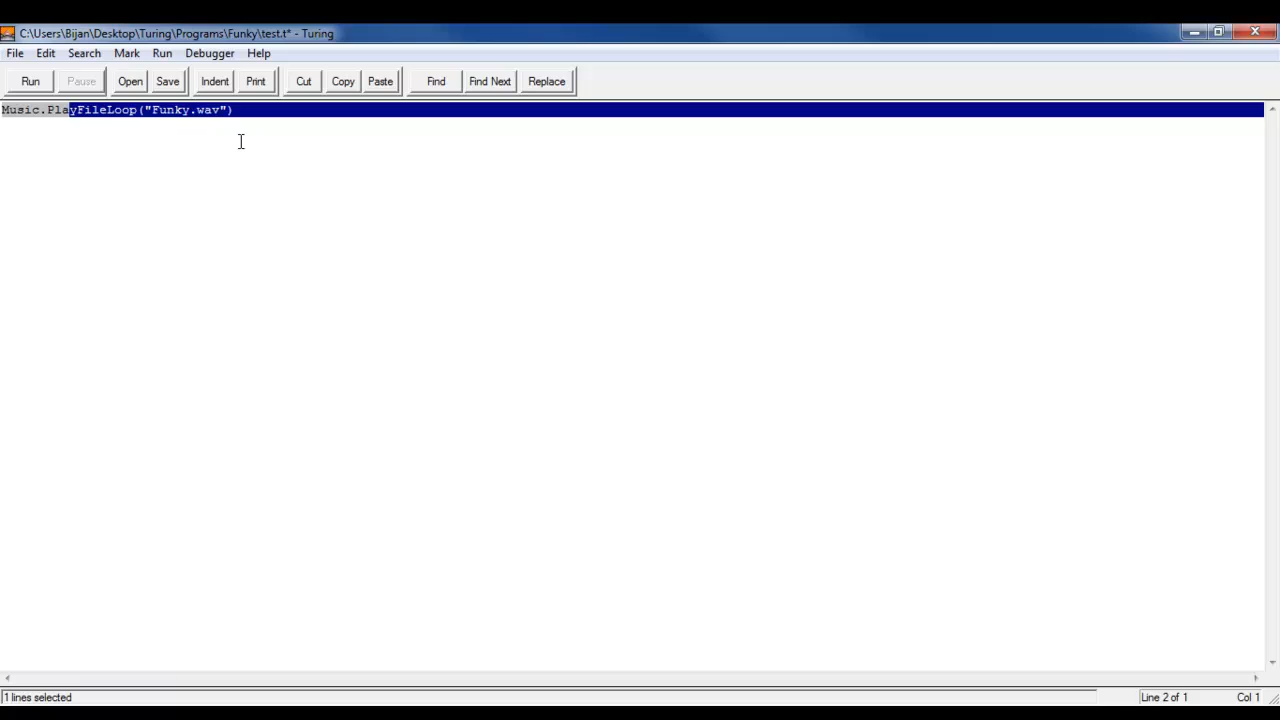 C:\Users\Bijan\Desktop\Turing\Programs\Funky\test.t* - Turing
File Edit Search Mark Run Debugger Help
Run Pause Open Save Indent Print Cut Copy Paste Find Find Next Replace
Music.PlayFileLoop("Funky.wav")
1 lines selected Line 2 of 1 Col 1